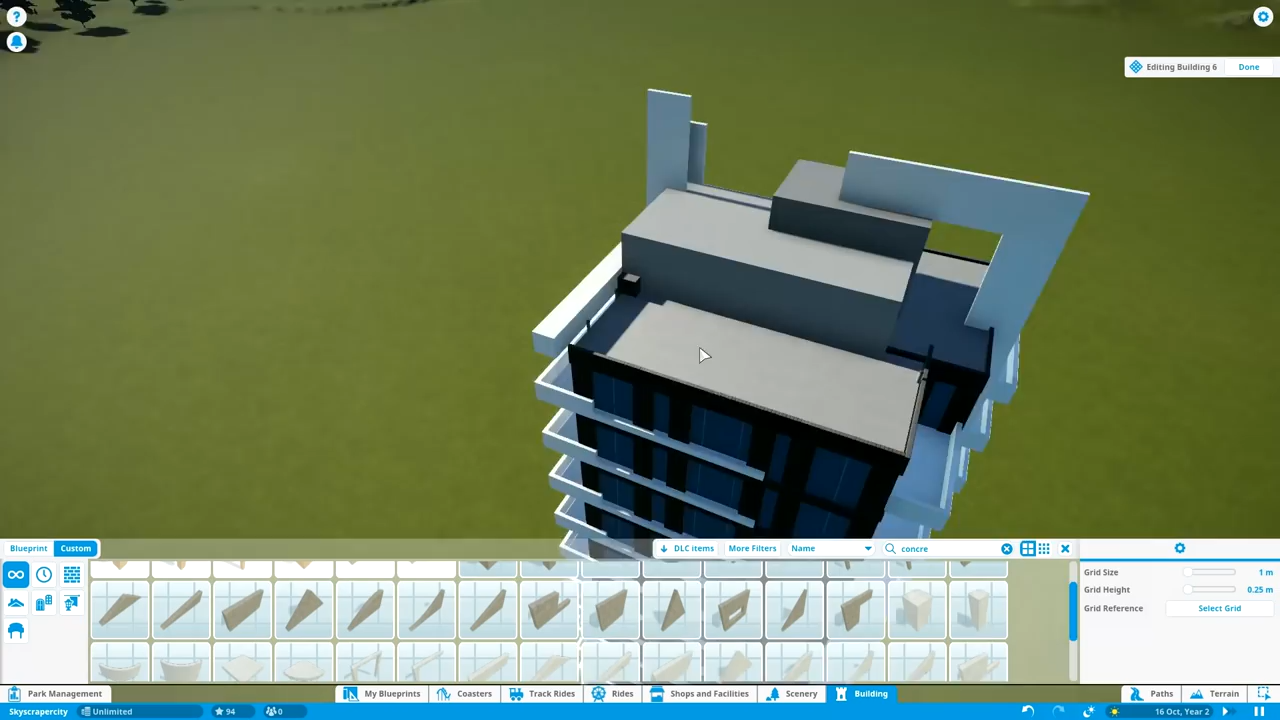 ?
Editing Building 6 Done
Blueprint Custom
DLC items More Filters Name concre
Grid Size 1 m
Grid Height 0.25 m
Grid Reference Select Grid
Park Management My Blueprints Coasters Track Rides Rides Shops and Facilities Scenery Building Paths Terrain
Skyscrapercity Unlimited 94 0 16 Oct, Year 2